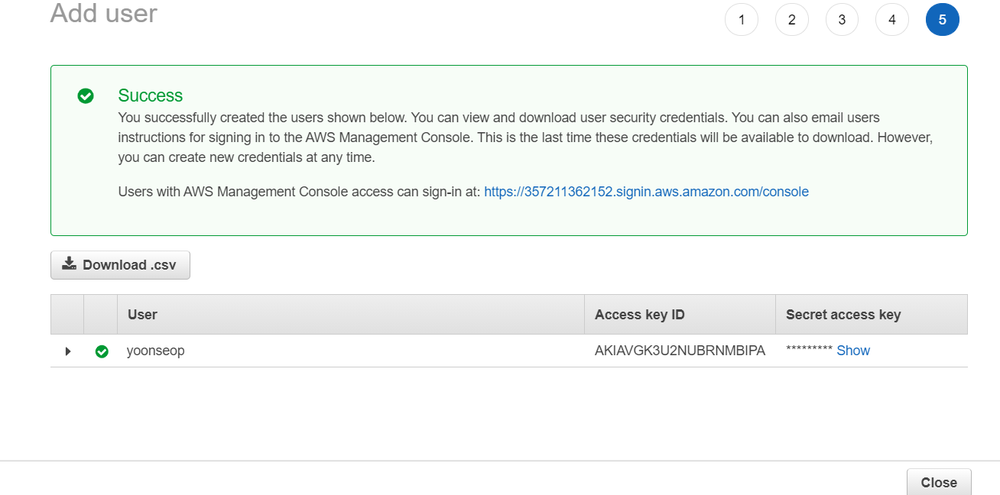 Add user
1 2 3 4 5
Success
You successfully created the users shown below. You can view and download user security credentials. You can also email users
instructions for signing in to the AWS Management Console. This is the last time these credentials will be available to download. However,
you can create new credentials at any time.
Users with AWS Management Console access can sign-in at: https://357211362152.signin.aws.amazon.com/console
Download .csv
User Access key ID Secret access key
yoonseop AKIAVGK3U2NUBRNMBIPA ********* Show
Close